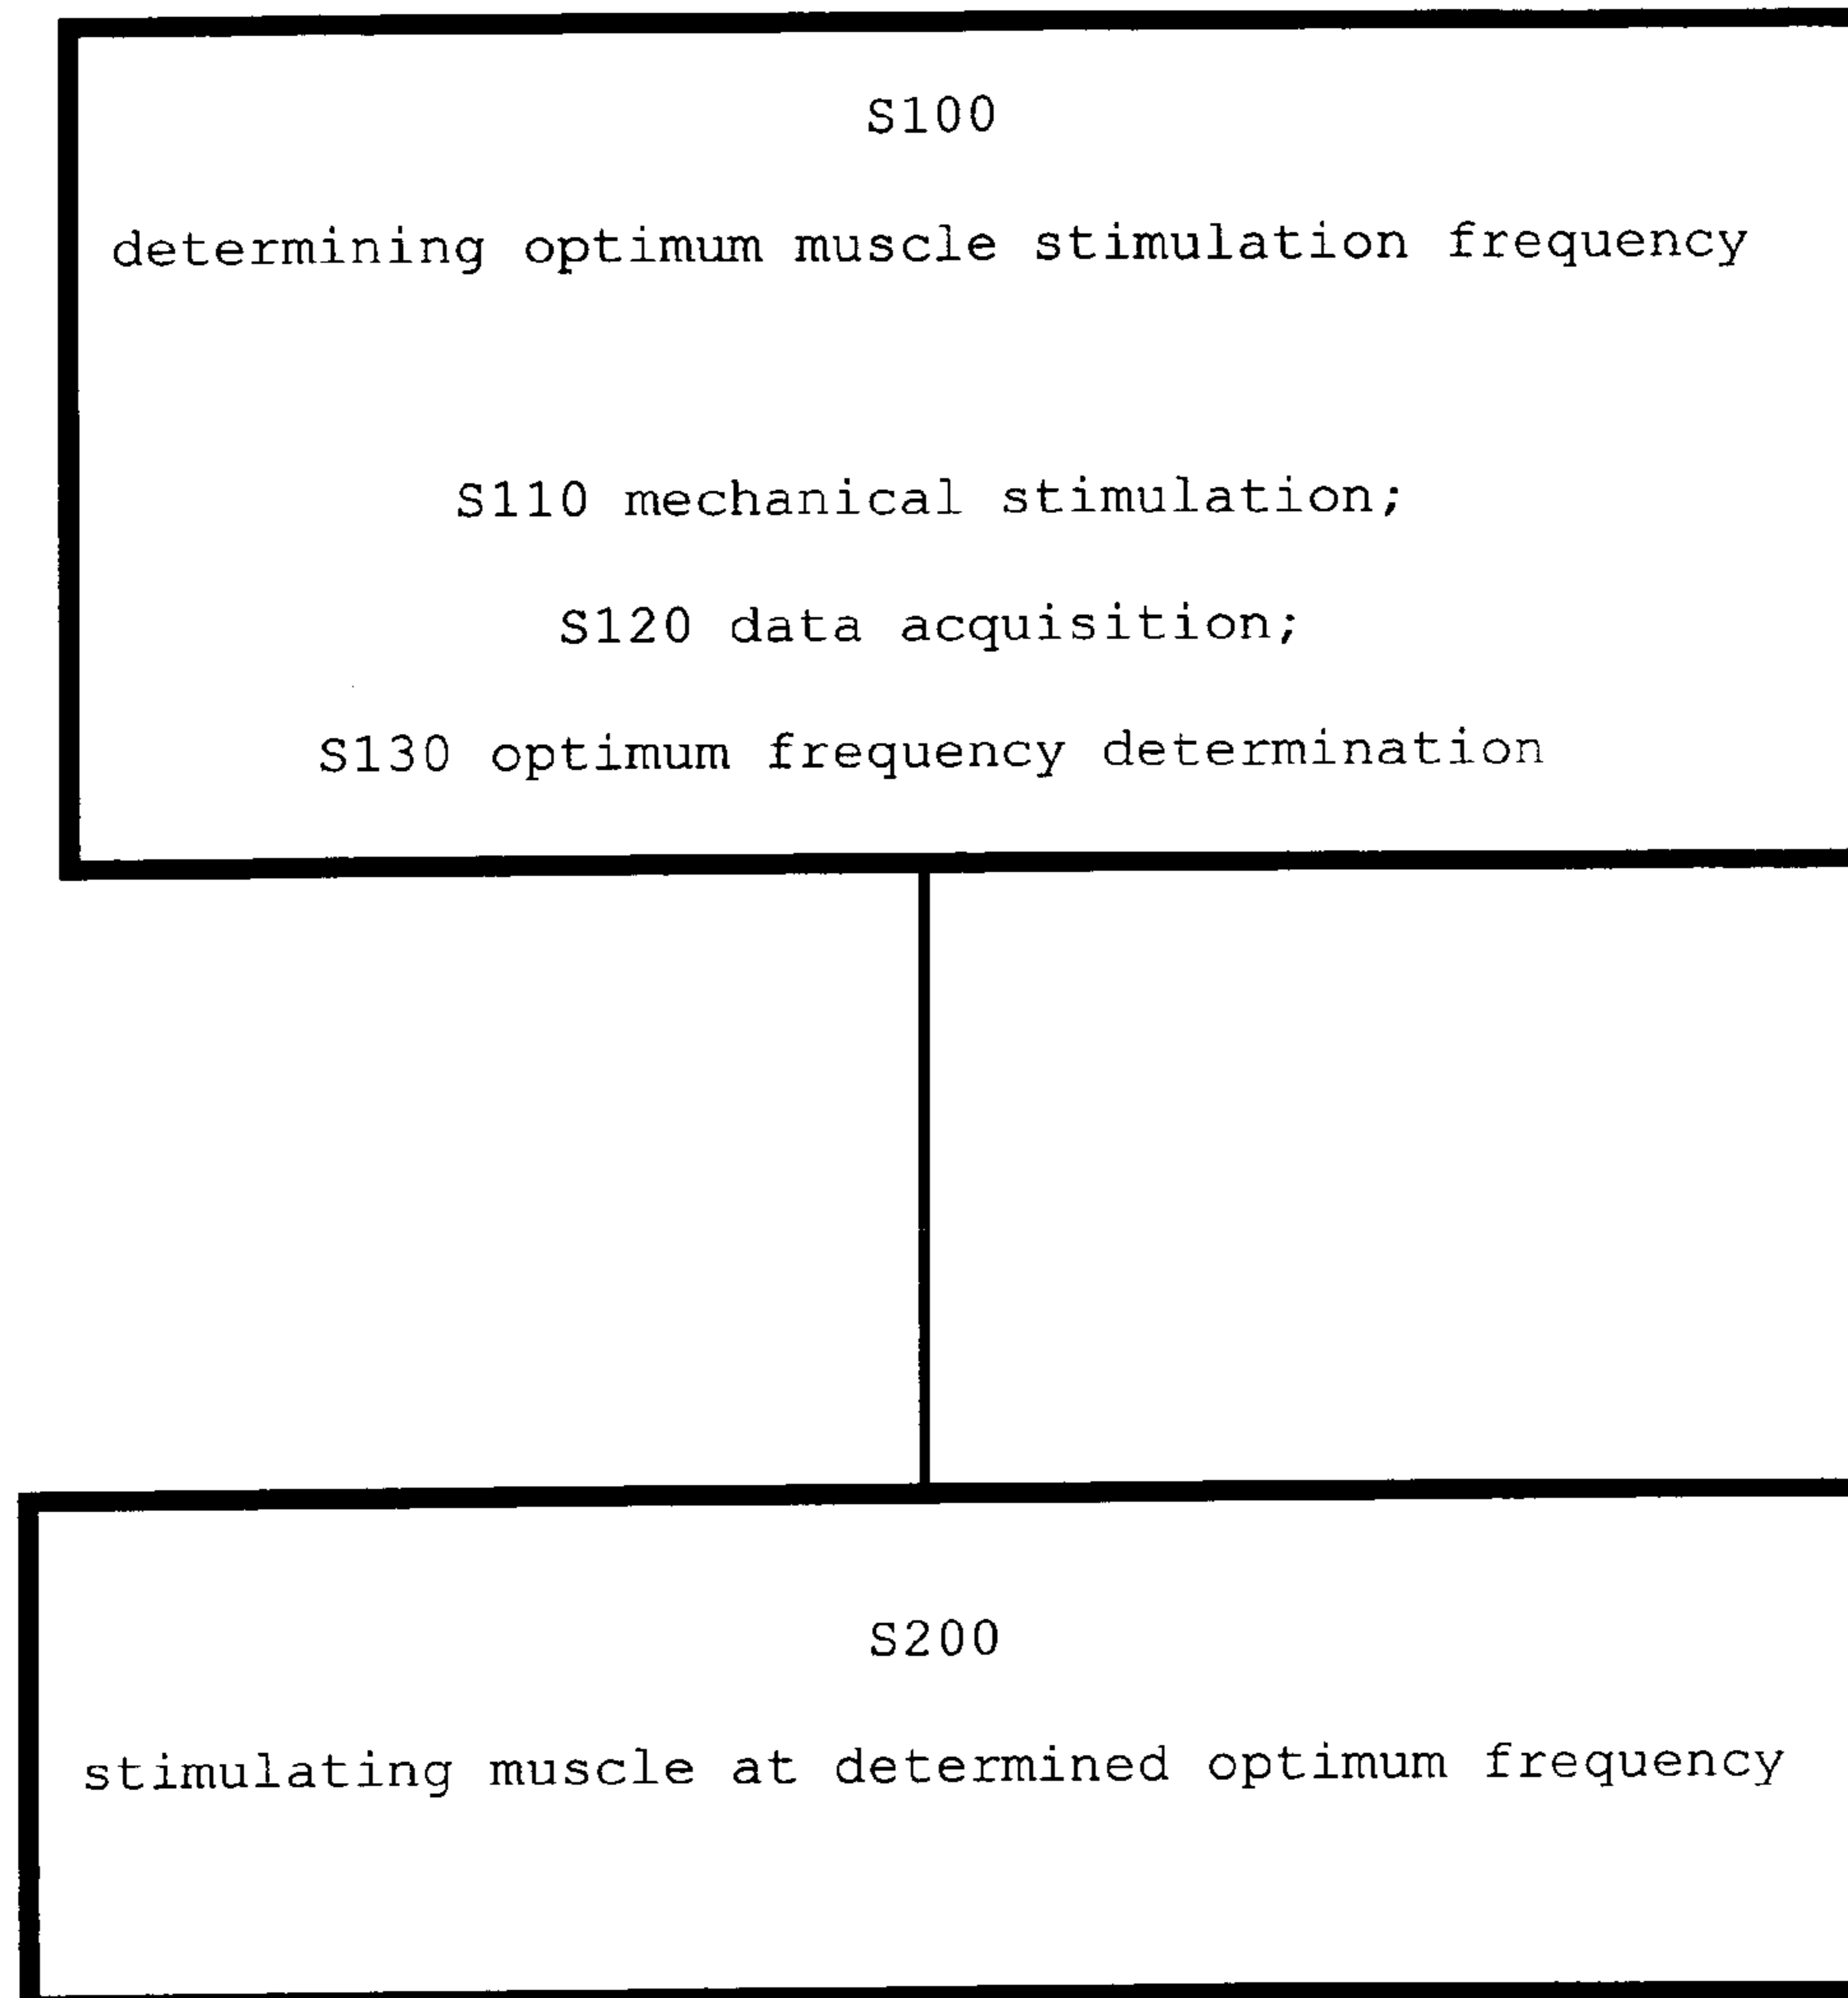 S100
determining optimum muscle stimulation frequency
S110 mechanical stimulation;
S120 data acquisition;
S130 optimum frequency determination
S200
stimulating muscle at determined optimum frequency